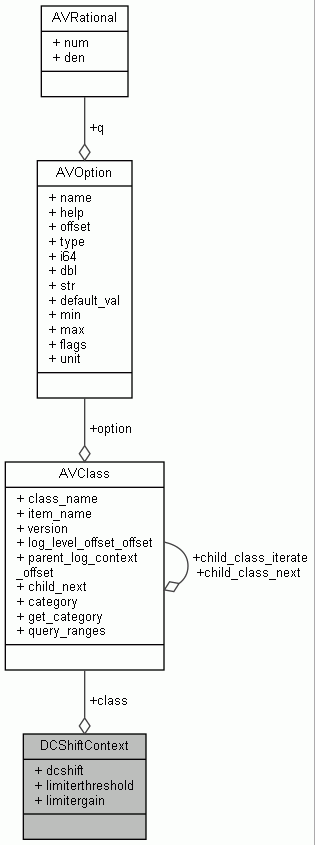 AVRational
+ num
+ den
+q
AVOption
+ name
+ help
+ offset
+ type
+ i64
+ dbl
+ str
+ default_val
+ min
+ max
+ flags
+ unit
+option
AVClass
+ class_name
+ item_name
+ version
+ log_level_offset_offset
+ parent_log_context
_offset
+ child_next
+ category
+ get_category
+ query_ranges
+child_class_iterate
+child_class_next
+class
DCShiftContext
+ dcshift
+ limiterthreshold
+ limitergain